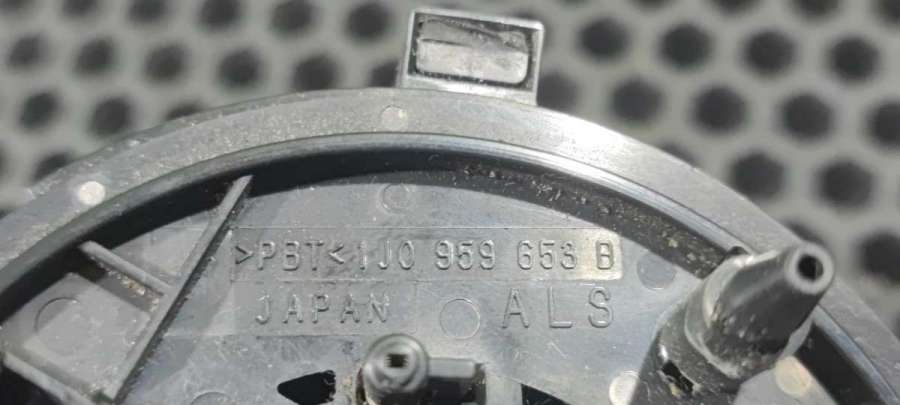 >PBT< 1J0 959 653 B
JAPAN ALS